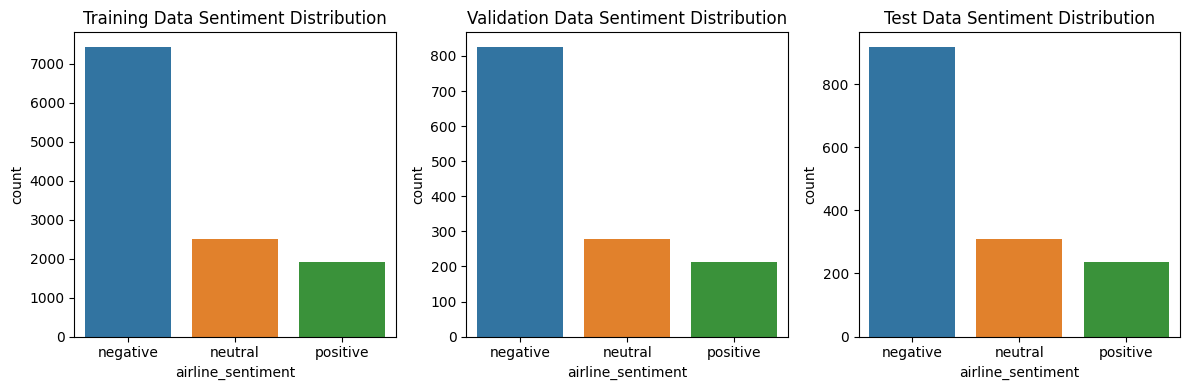 Training Data Sentiment Distribution
count
7000
6000
5000
4000
3000
2000
1000
0
negative neutral positive
airline_sentiment
Validation Data Sentiment Distribution
count
800
700
600
500
400
300
200
100
0
negative neutral positive
airline_sentiment
Test Data Sentiment Distribution
count
800
600
400
200
0
negative neutral positive
airline_sentiment